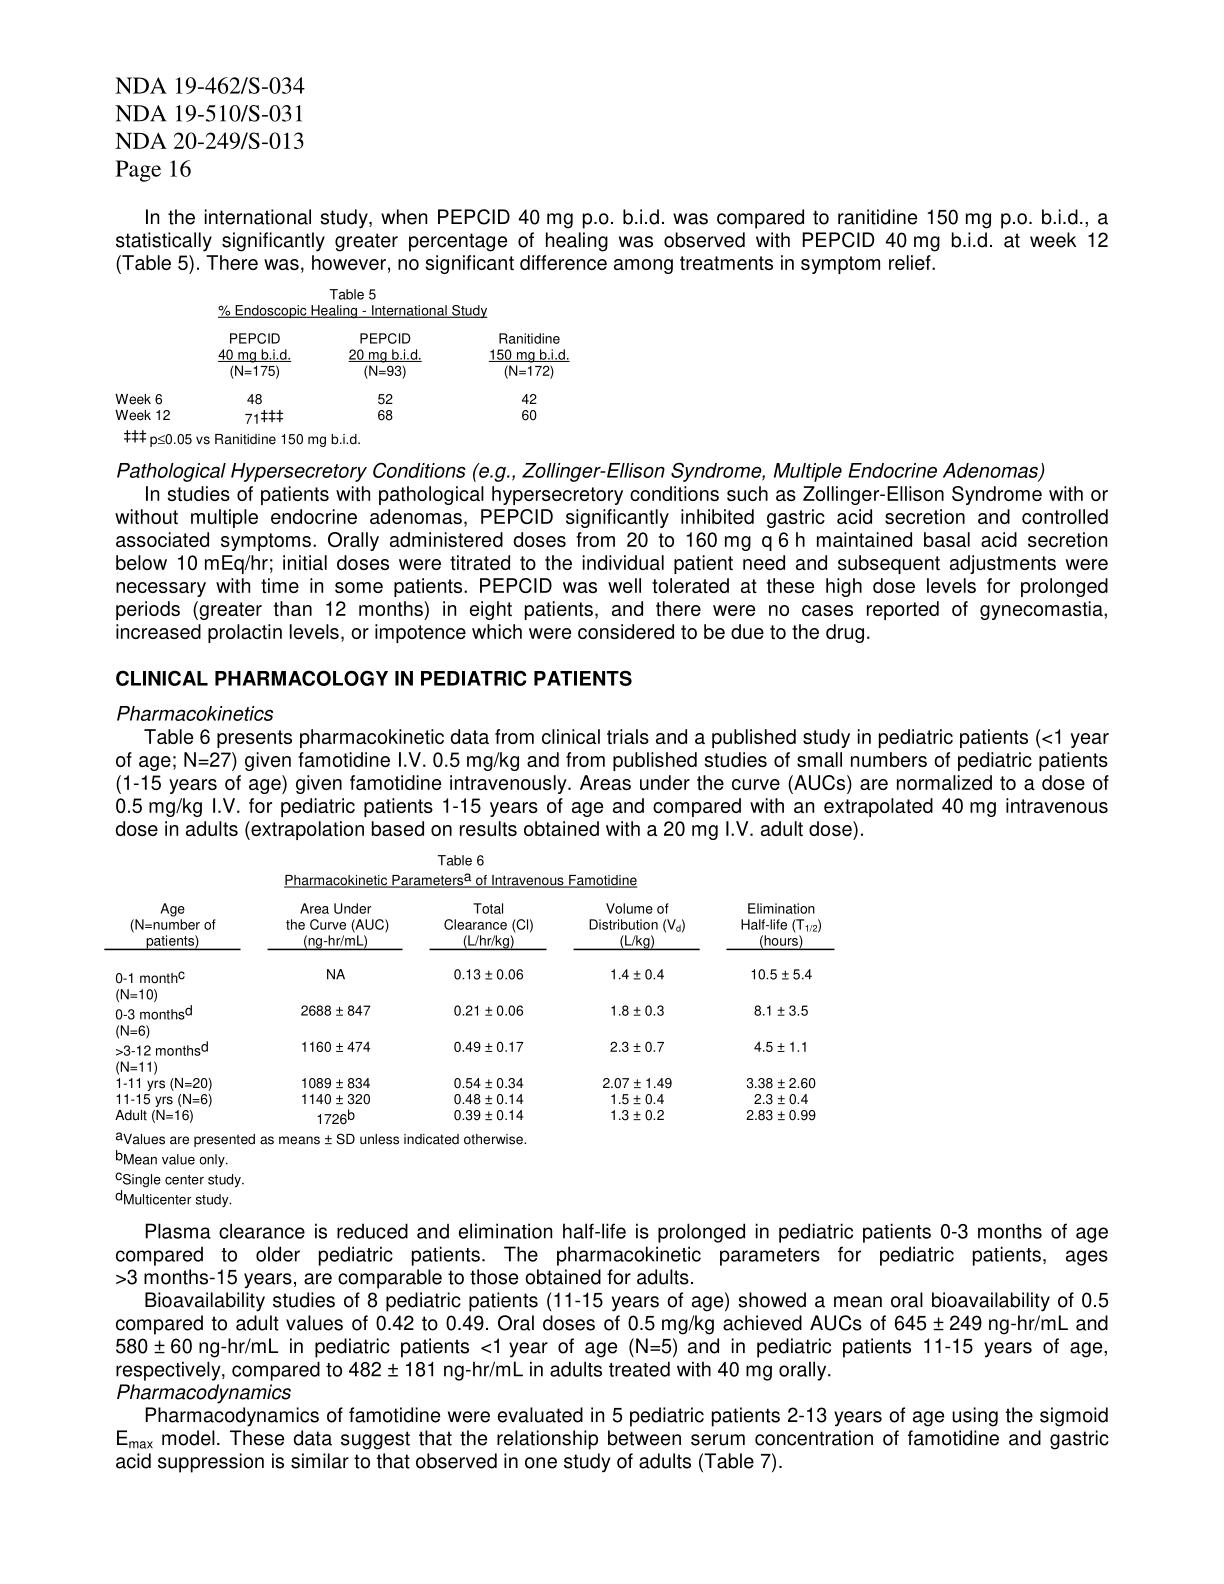 NDA 19-462/S-034
NDA 19-510/S-031
NDA 20-249/S-013
Page 16
In the international study, when PEPCID 40 mg p.o. b.i.d. was compared to ranitidine 150 mg p.o. b.i.d., a
statistically significantly greater percentage of healing was observed with PEPCID 40 mg b.i.d. at week 12
(Table 5). There was, however, no significant difference among treatments in symptom relief.
Table 5
% Endoscopic Healing - International Study
PEPCID PEPCID Ranitidine
40 mg b.i.d. 20 mg b.i.d. 150 mg b.i.d.
(N=175) (N=93) (N=172)
Week 6 48 52 42
Week 12 71‡‡‡ 68 60
‡‡‡ p≤0.05 vs Ranitidine 150 mg b.i.d.
Pathological Hypersecretory Conditions (e.g., Zollinger-Ellison Syndrome, Multiple Endocrine Adenomas)
In studies of patients with pathological hypersecretory conditions such as Zollinger-Ellison Syndrome with or
without multiple endocrine adenomas, PEPCID significantly inhibited gastric acid secretion and controlled
associated symptoms. Orally administered doses from 20 to 160 mg q 6 h maintained basal acid secretion
below 10 mEq/hr; initial doses were titrated to the individual patient need and subsequent adjustments were
necessary with time in some patients. PEPCID was well tolerated at these high dose levels for prolonged
periods (greater than 12 months) in eight patients, and there were no cases reported of gynecomastia,
increased prolactin levels, or impotence which were considered to be due to the drug.
CLINICAL PHARMACOLOGY IN PEDIATRIC PATIENTS
Pharmacokinetics
Table 6 presents pharmacokinetic data from clinical trials and a published study in pediatric patients (<1 year
of age; N=27) given famotidine I.V. 0.5 mg/kg and from published studies of small numbers of pediatric patients
(1-15 years of age) given famotidine intravenously. Areas under the curve (AUCs) are normalized to a dose of
0.5 mg/kg I.V. for pediatric patients 1-15 years of age and compared with an extrapolated 40 mg intravenous
dose in adults (extrapolation based on results obtained with a 20 mg I.V. adult dose).
Table 6
Pharmacokinetic Parametersa of Intravenous Famotidine
Age Area Under Total Volume of Elimination
(N=number of the Curve (AUC) Clearance (Cl) Distribution (Vd) Half-life (T1/2)
patients) (ng-hr/mL) (L/hr/kg) (L/kg) (hours)
0-1 monthc NA 0.13 ± 0.06 1.4 ± 0.4 10.5 ± 5.4
(N=10)
0-3 monthsd 2688 ± 847 0.21 ± 0.06 1.8 ± 0.3 8.1 ± 3.5
(N=6)
>3-12 monthsd 1160 ± 474 0.49 ± 0.17 2.3 ± 0.7 4.5 ± 1.1
(N=11)
1-11 yrs (N=20) 1089 ± 834 0.54 ± 0.34 2.07 ± 1.49 3.38 ± 2.60
11-15 yrs (N=6) 1140 ± 320 0.48 ± 0.14 1.5 ± 0.4 2.3 ± 0.4
Adult (N=16) 1726b 0.39 ± 0.14 1.3 ± 0.2 2.83 ± 0.99
aValues are presented as means ± SD unless indicated otherwise.
bMean value only.
cSingle center study.
dMulticenter study.
Plasma clearance is reduced and elimination half-life is prolonged in pediatric patients 0-3 months of age
compared to older pediatric patients. The pharmacokinetic parameters for pediatric patients, ages
>3 months-15 years, are comparable to those obtained for adults.
Bioavailability studies of 8 pediatric patients (11-15 years of age) showed a mean oral bioavailability of 0.5
compared to adult values of 0.42 to 0.49. Oral doses of 0.5 mg/kg achieved AUCs of 645 ± 249 ng-hr/mL and
580 ± 60 ng-hr/mL in pediatric patients <1 year of age (N=5) and in pediatric patients 11-15 years of age,
respectively, compared to 482 ± 181 ng-hr/mL in adults treated with 40 mg orally.
Pharmacodynamics
Pharmacodynamics of famotidine were evaluated in 5 pediatric patients 2-13 years of age using the sigmoid
Emax model. These data suggest that the relationship between serum concentration of famotidine and gastric
acid suppression is similar to that observed in one study of adults (Table 7).